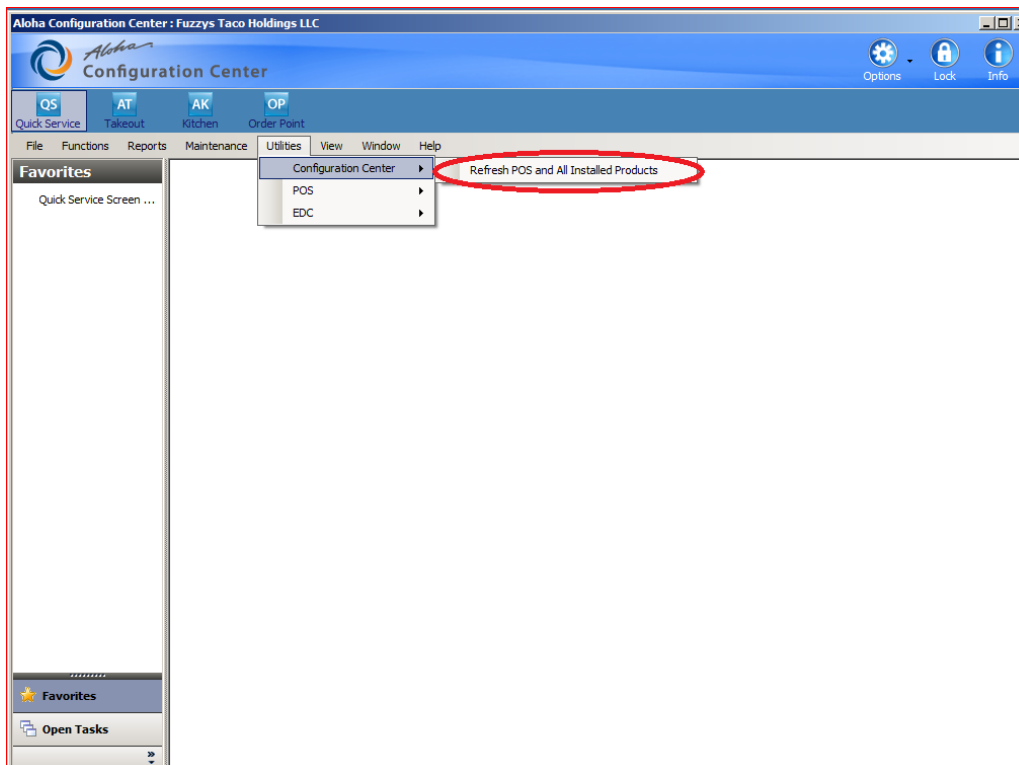 Aloha Configuration Center : Fuzzys Taco Holdings LLC
Aloha
Configuration Center
Options Lock Info
QS AT AK OP
Quick Service Takeout Kitchen Order Point
File Functions Reports Maintenance Utilities View Window Help
Favorites
Configuration Center Refresh POS and All Installed Products
POS
Quick Service Screen ...
EDC
Favorites
Open Tasks